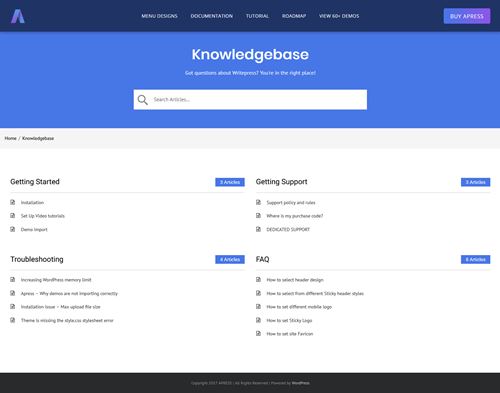 MENU DESIGNS DOCUMENTATION TUTORIAL ROADMAP VIEW 60+ DEMOS BUY APRESS
Knowledgebase
Got questions about Writepress? You're in the right place!
Search Articles...
Home / Knowledgebase
Getting Started 3 Articles
Installation
Set Up Video tutorials
Demo Import
Getting Support 3 Articles
Support policy and rules
Where is my purchase code?
DEDICATED SUPPORT
Troubleshooting 4 Articles
Increasing WordPress memory limit
Apress – Why demos are not importing correctly
Installation issue – Max upload file size
Theme is missing the style.css stylesheet error
FAQ 8 Articles
How to select header design
How to select from different Sticky header styles
How to set different mobile logo
How to set Sticky Logo
How to set site Favicon
Copyright 2017 APRESS | All Rights Reserved | Powered by WordPress